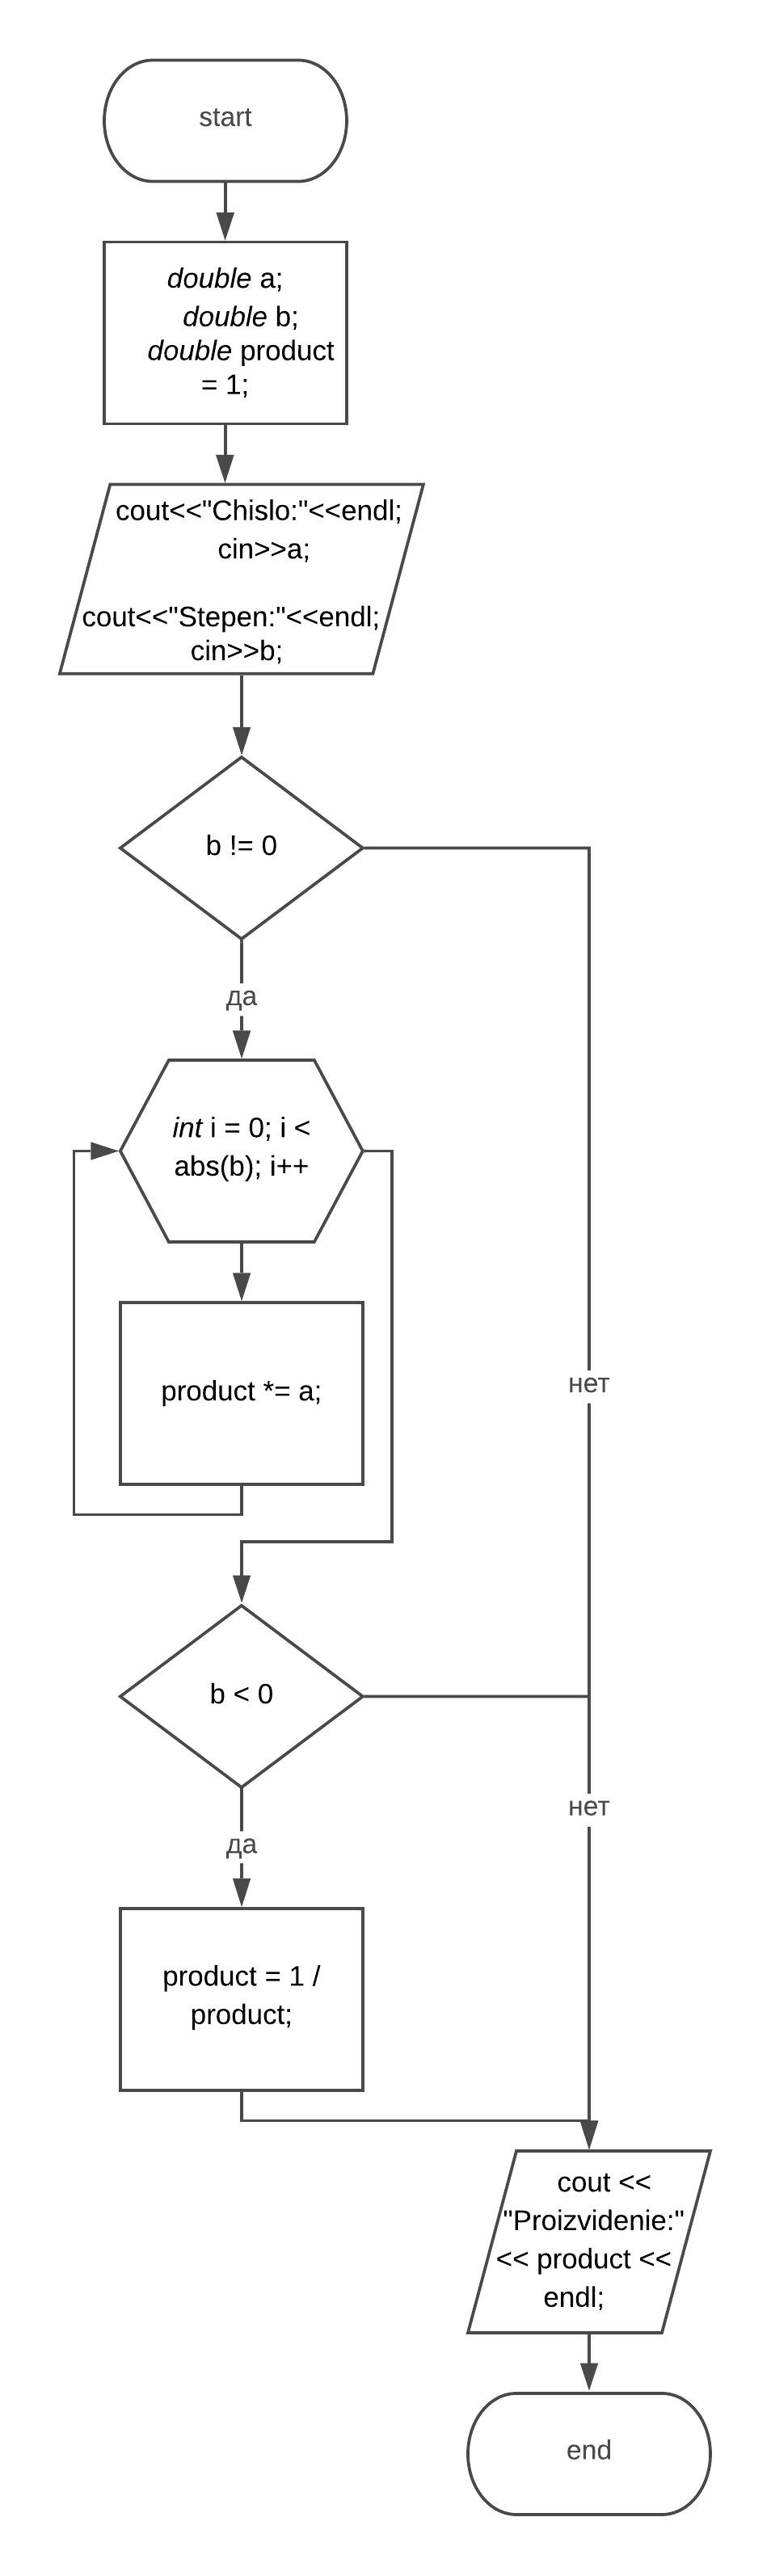 start
double a;
double b;
double product
= 1;
cout<<"Chislo:"<<endl;
cin>>a;
cout<<"Stepen:"<<endl;
cin>>b;
b != 0
да
int i = 0; i <
abs(b); i++
product *= a;
нет
b < 0
нет
да
product = 1 /
product;
cout <<
"Proizvidenie:"
<< product <<
endl;
end